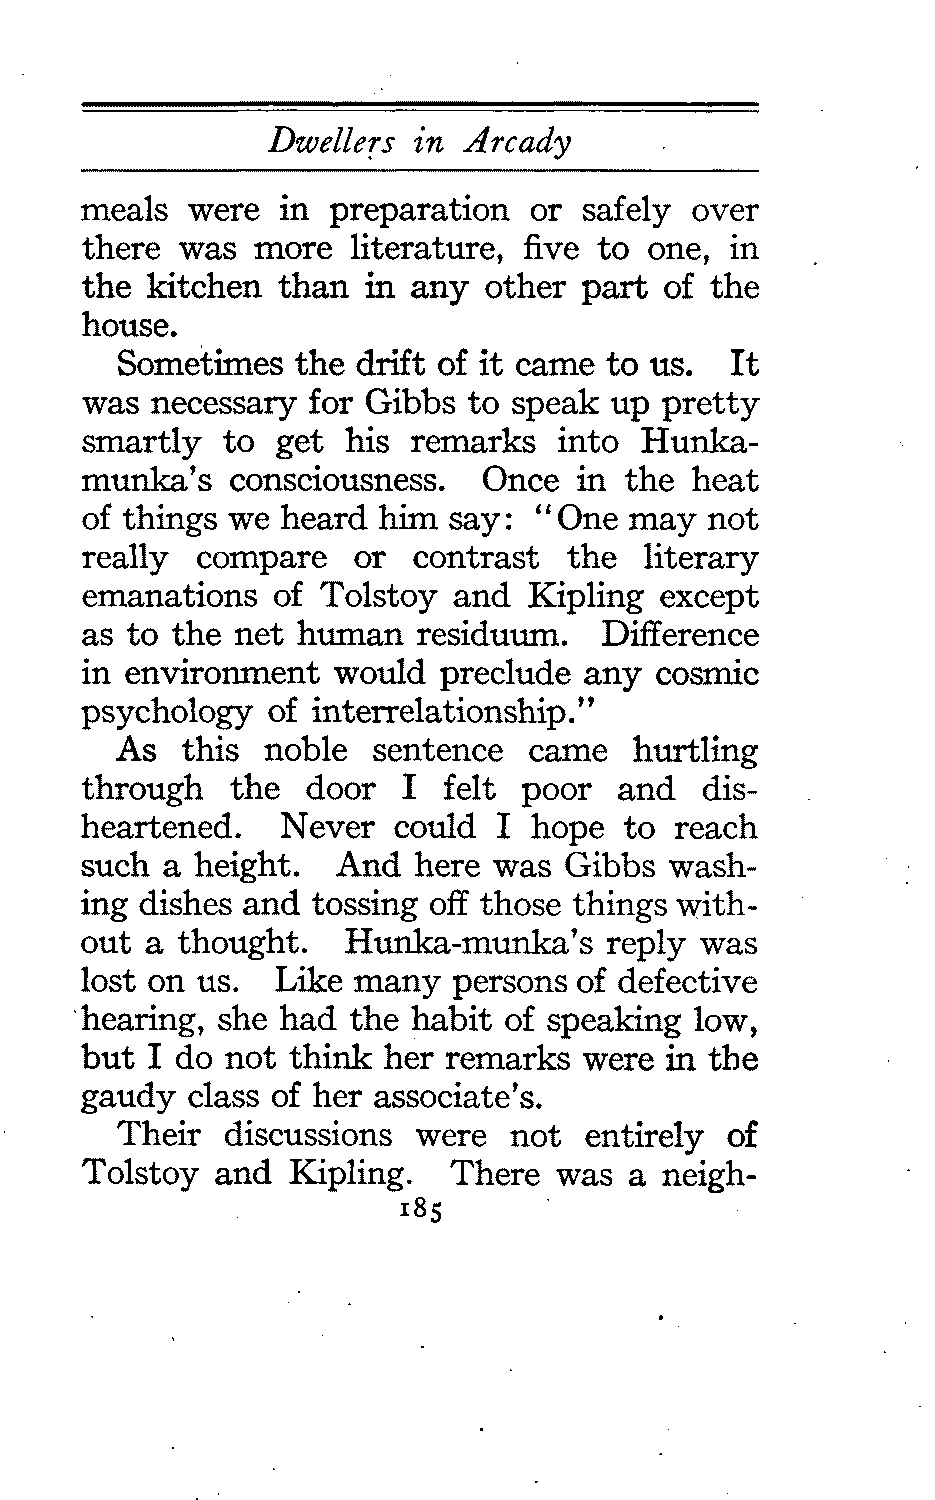 Dwellers in Arcady
meals were in preparation or safely over
there was more literature, five to one, in
the kitchen than in any other part of the
house.
Sometimes the drift of it came to us. It
was necessary for Gibbs to speak up pretty
smartly to get his remarks into Hunka-
munka's consciousness. Once in the heat
of things we heard him say: "One may not
really compare or contrast the literary
emanations of Tolstoy and Kipling except
as to the net human residuum. Difference
in environment would preclude any cosmic
psychology of interrelationship."
As this noble sentence came hurtling
through the door I felt poor and dis-
heartened. Never could I hope to reach
such a height. And here was Gibbs wash-
ing dishes and tossing off those things with-
out a thought. Hunka-munka's reply was
lost on us. Like many persons of defective
hearing, she had the habit of speaking low,
but I do not think her remarks were in the
gaudy class of her associate's.
Their discussions were not entirely of
Tolstoy and Kipling. There was a neigh-
185